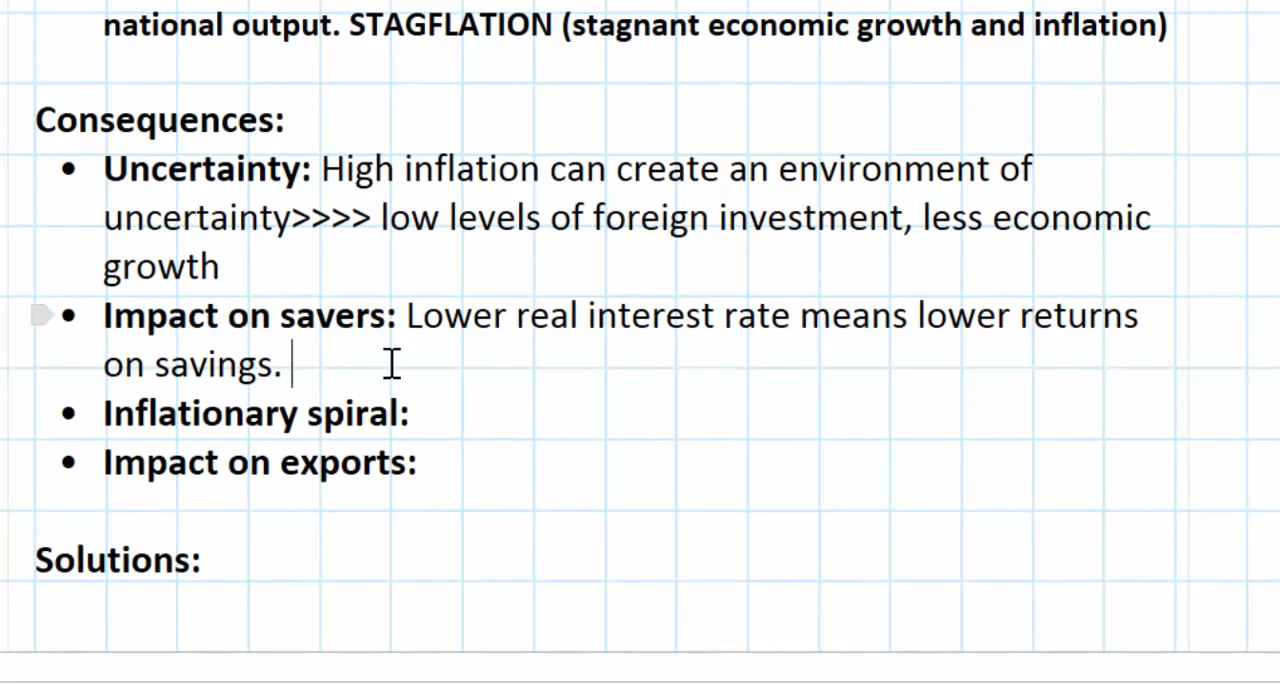 national output. STAGFLATION (stagnant economic growth and inflation)
Consequences:
• Uncertainty: High inflation can create an environment of
uncertainty>>>> low levels of foreign investment, less economic
growth
• Impact on savers: Lower real interest rate means lower returns
on savings.
• Inflationary spiral:
• Impact on exports:
Solutions: